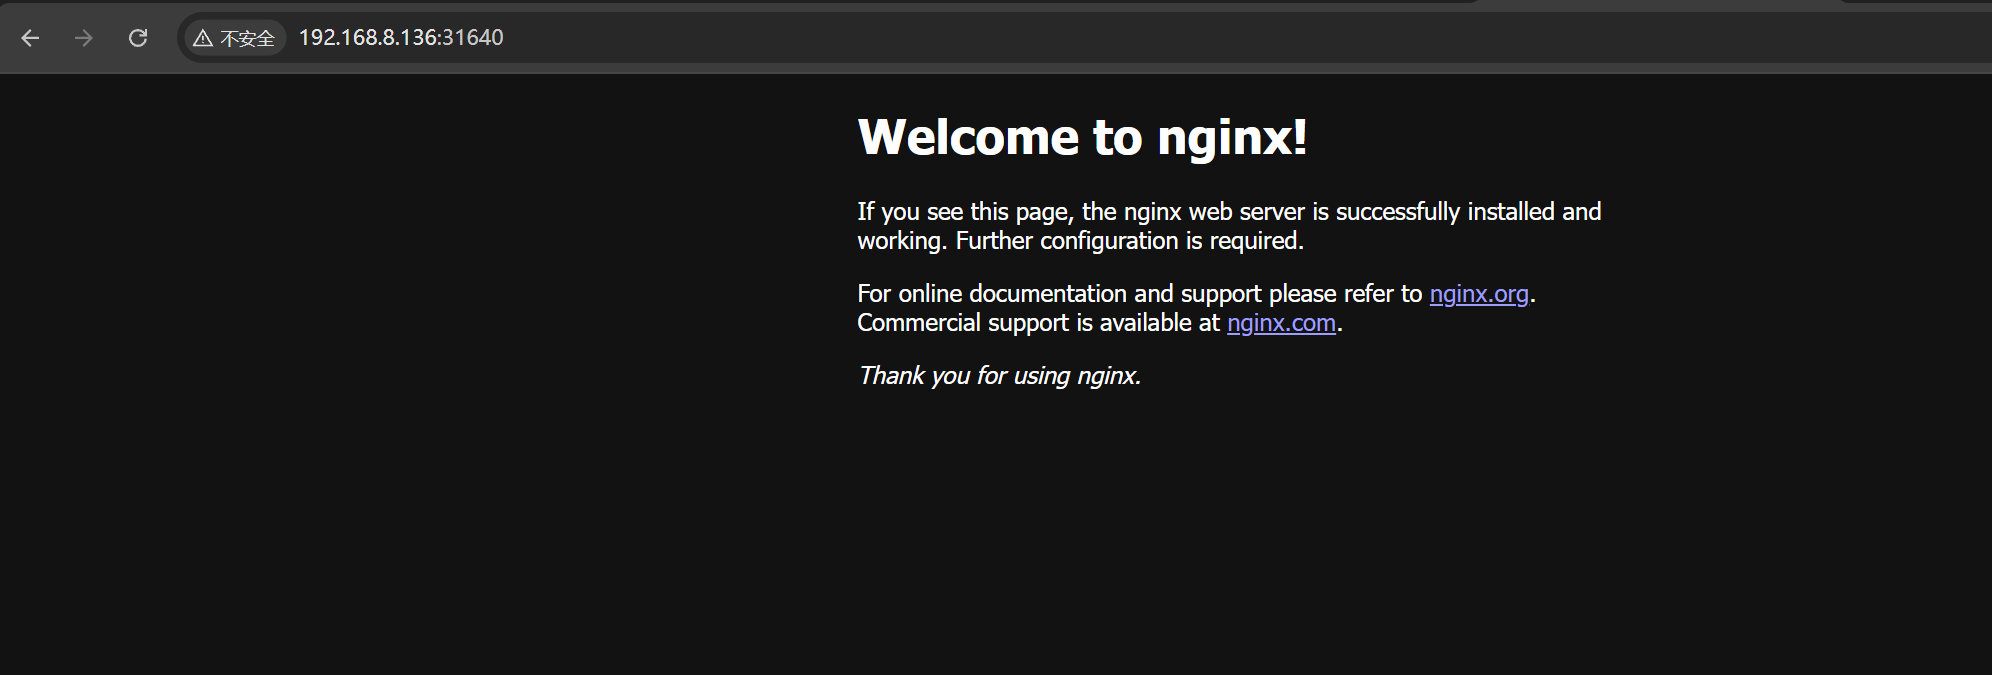 不安全 192.168.8.136:31640
Welcome to nginx!
If you see this page, the nginx web server is successfully installed and
working. Further configuration is required.
For online documentation and support please refer to nginx.org.
Commercial support is available at nginx.com.
Thank you for using nginx.